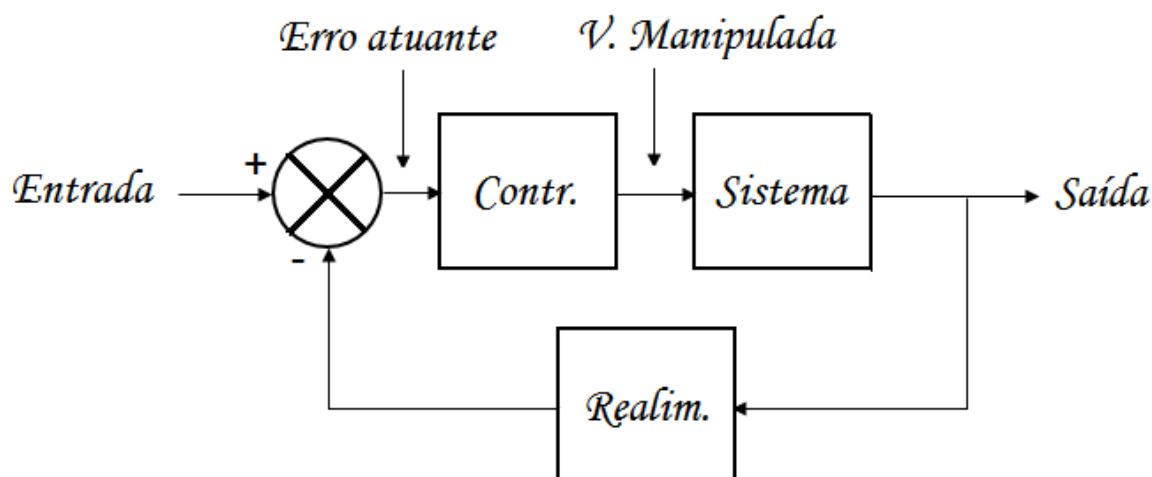 Erro atuante
V. Manipulada
+
Entrada
Contr.
Sistema
Saída
-
Realim.